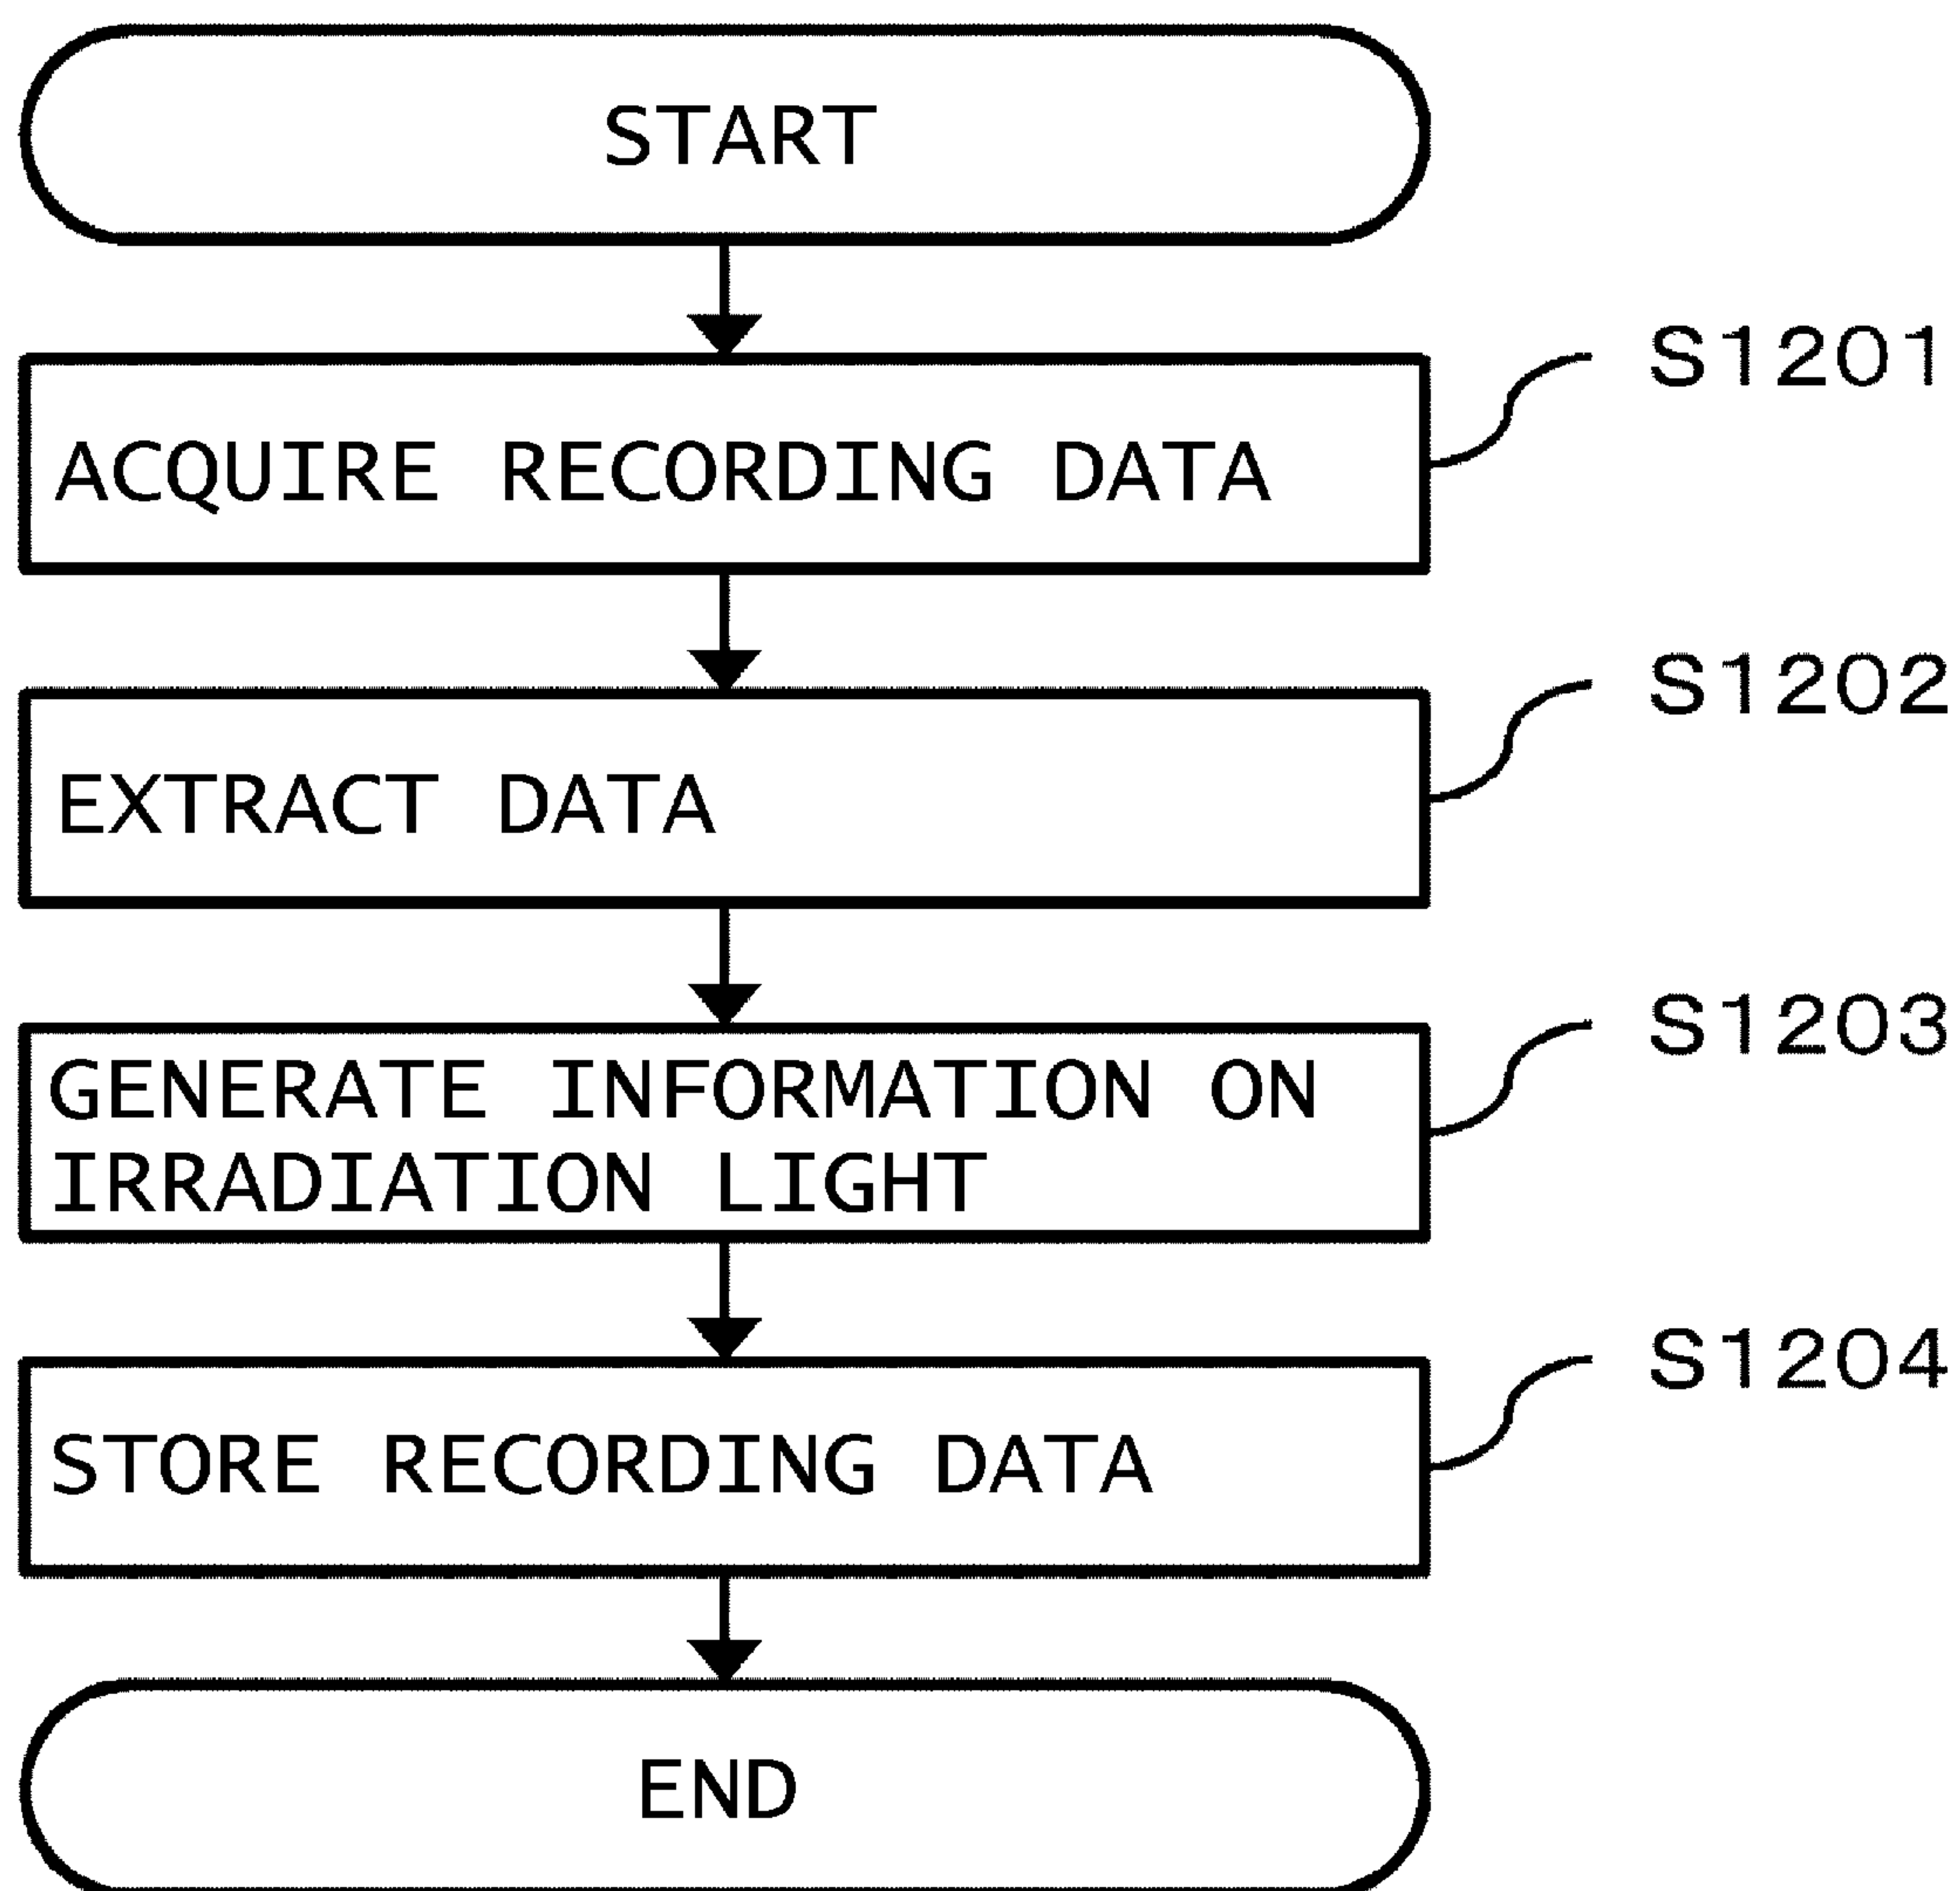 START
S1201
ACQUIRE RECORDING DATA
S1202
EXTRACT DATA
S1203
GENERATE INFORMATION ON
IRRADIATION LIGHT
S1204
STORE RECORDING DATA
END